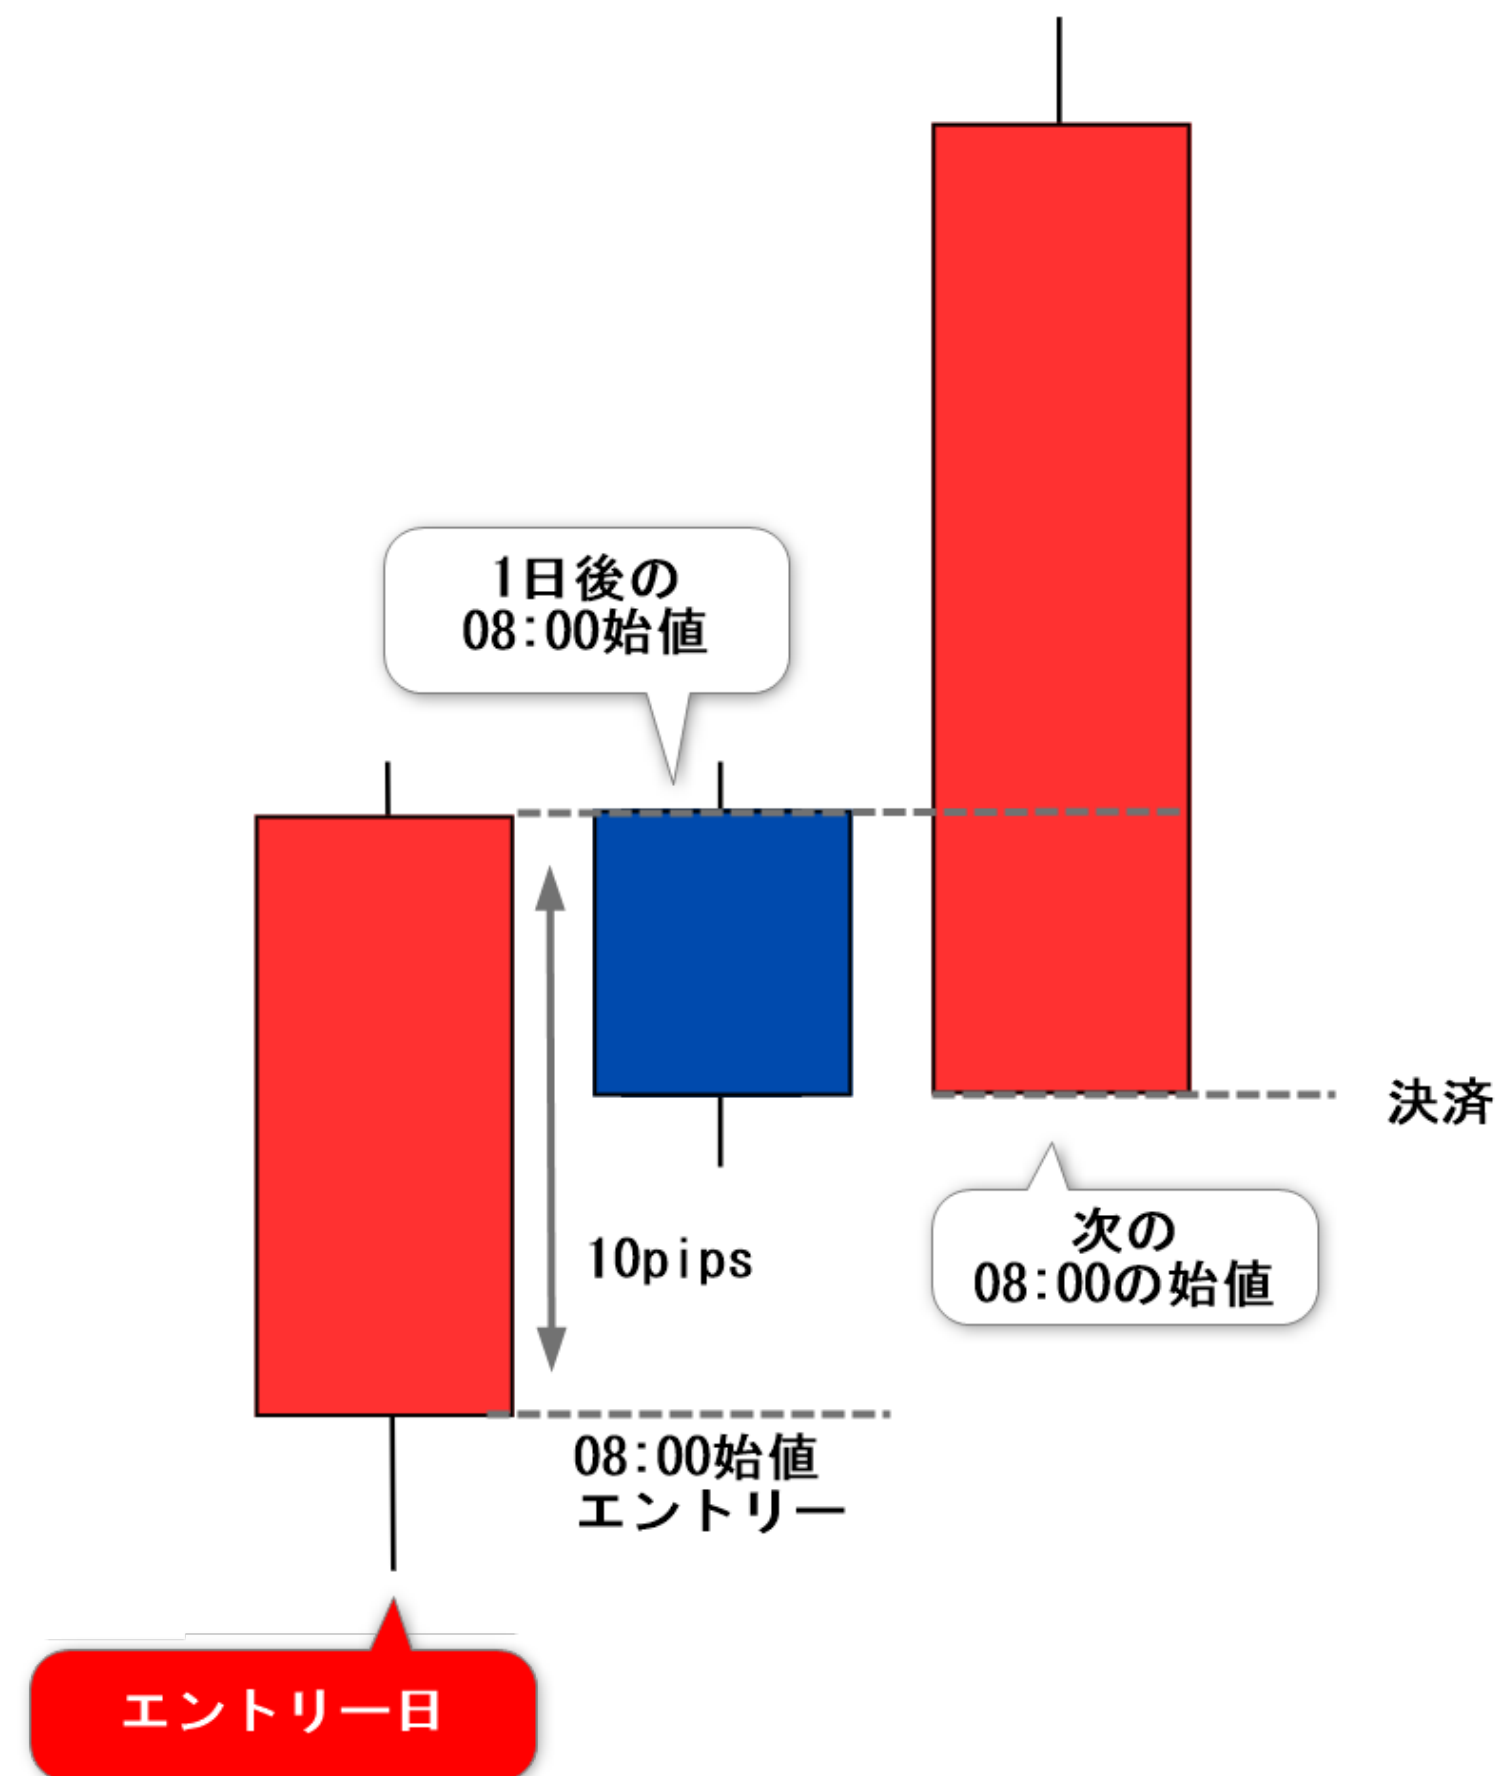 1日後の
08:00始値
10pips
決済
次の
08:00の始値
08:00始値
エントリー
エントリー日